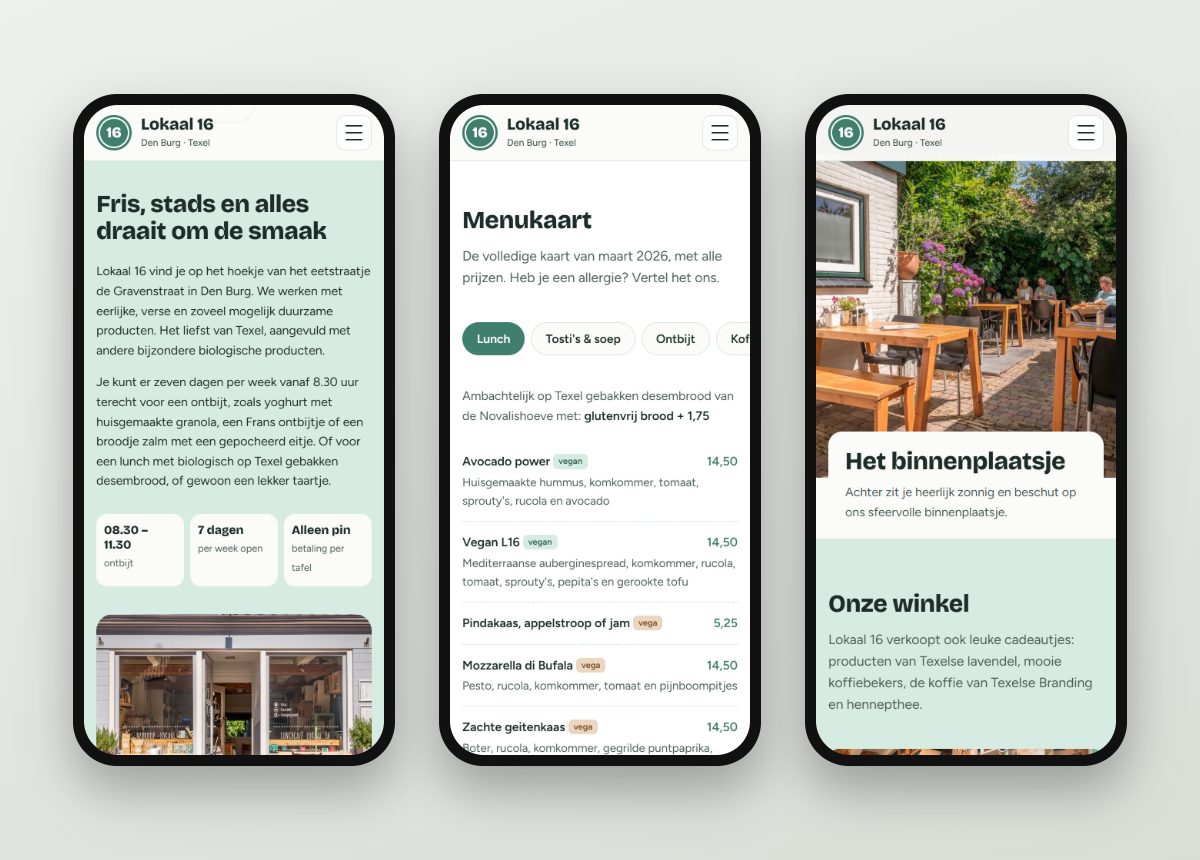 16
Lokaal 16
Den Burg · Texel
Fris, stads en alles
draait om de smaak
Lokaal 16 vind je op het hoekje van het eetstraatje
de Gravenstraat in Den Burg. We werken met
eerlijke, verse en zoveel mogelijk duurzame
producten. Het liefst van Texel, aangevuld met
andere bijzondere biologische producten.
Je kunt er zeven dagen per week vanaf 8.30 uur
terecht voor een ontbijt, zoals yoghurt met
huisgemaakte granola, een Frans ontbijtje of een
broodje zalm met een gepocheerd eitje. Of voor
een lunch met biologisch op Texel gebakken
desembrood, of gewoon een lekker taartje.
08.30 –
11.30
ontbijt
7 dagen
per week open
Alleen pin
betaling per
tafel
16
Lokaal 16
Den Burg · Texel
Menukaart
De volledige kaart van maart 2026, met alle
prijzen. Heb je een allergie? Vertel het ons.
Lunch
Tosti's & soep
Ontbijt
Kof
Ambachtelijk op Texel gebakken desembrood van
de Novalishoeve met: glutenvrij brood + 1,75
Avocado power vegan 14,50
Huisgemaakte hummus, komkommer, tomaat,
sprouty's, rucola en avocado
Vegan L16 vegan 14,50
Mediterraanse auberginespread, komkommer, rucola,
tomaat, sprouty's, pepita's en gerookte tofu
Pindakaas, appelstroop of jam vega 5,25
Mozzarella di Bufala vega 14,50
Pesto, rucola, komkommer, tomaat en pijnboompitjes
Zachte geitenkaas vega 14,50
Boter, rucola, komkommer, gegrilde puntpaprika,
16
Lokaal 16
Den Burg · Texel
Het binnenplaatsje
Achter zit je heerlijk zonnig en beschut op
ons sfeervolle binnenplaatsje.
Onze winkel
Lokaal 16 verkoopt ook leuke cadeautjes:
producten van Texelse lavendel, mooie
koffiebekers, de koffie van Texelse Branding
en hennepthee.